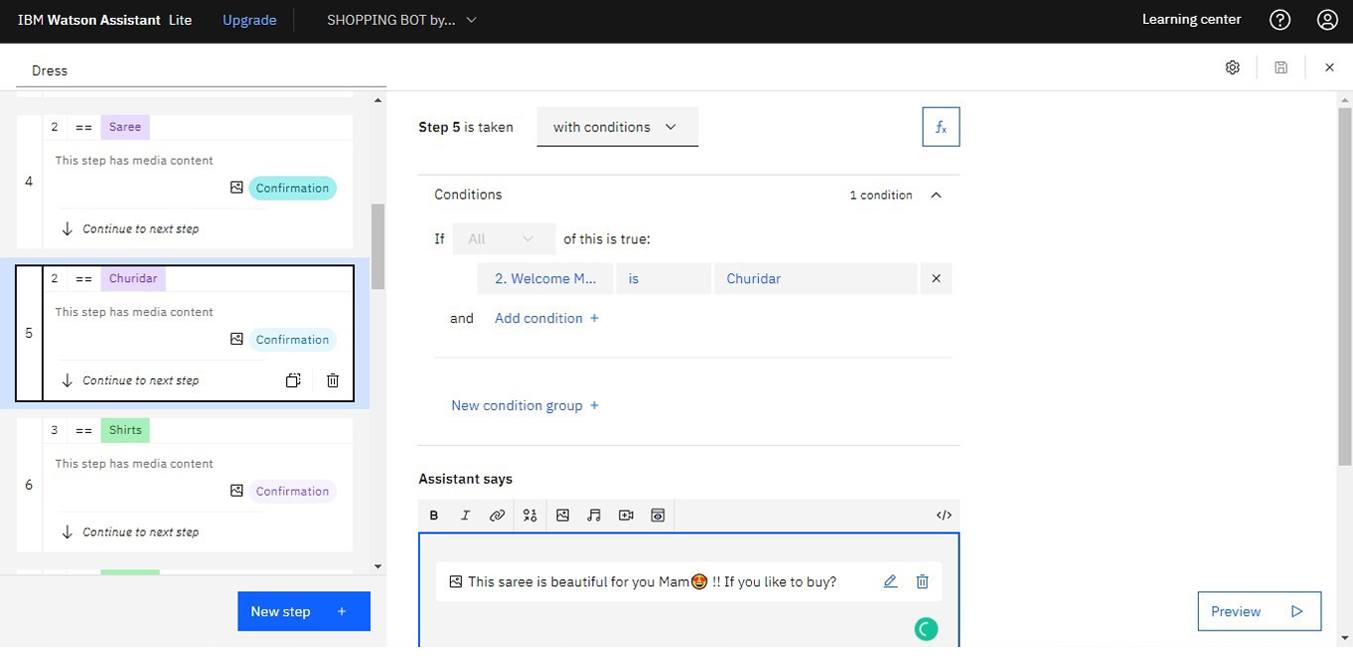 IBM Watson Assistant Lite Upgrade SHOPPING BOT by... Learning center
Dress
2 == Saree
This step has media content
4
Confirmation
Continue to next step
2 == Churidar
This step has media content
5
Confirmation
Continue to next step
3 == Shirts
This step has media content
6
Confirmation
Continue to next step
New step +
Step 5 is taken with conditions fx
Conditions 1 condition
If All of this is true:
2. Welcome M... is Churidar
and Add condition +
New condition group +
Assistant says
B I </>
This saree is beautiful for you Mam🤩 !! If you like to buy?
Preview